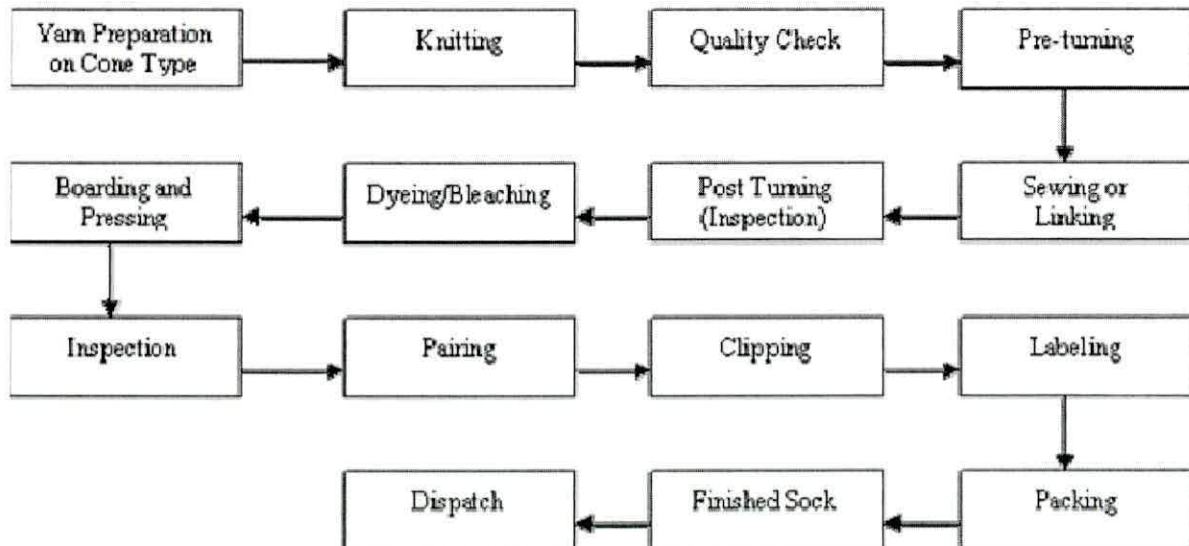 Yarn Preparation
on Cone Type
Knitting
Quality Check
Pre-turning
Boarding and
Pressing
Dyeing/Bleaching
Post Turning
(Inspection)
Sewing or
Linking
Inspection
Pairing
Clipping
Labeling
Dispatch
Finished Sock
Packing